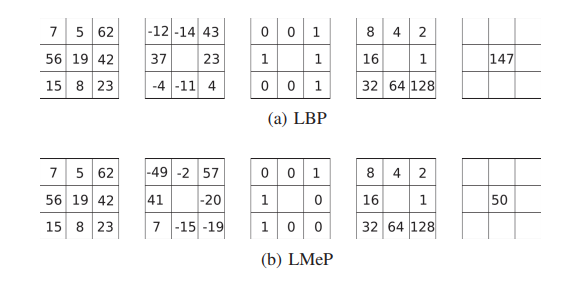 7 5 62 -12 -14 43 0 0 1 8 4 2
56 19 42 37 23 1 1 16 1 147
15 8 23 -4 -11 4 0 0 1 32 64 128
(a) LBP
7 5 62 -49 -2 57 0 0 1 8 4 2
56 19 42 41 -20 1 0 16 1 50
15 8 23 7 -15 -19 1 0 0 32 64 128
(b) LMeP